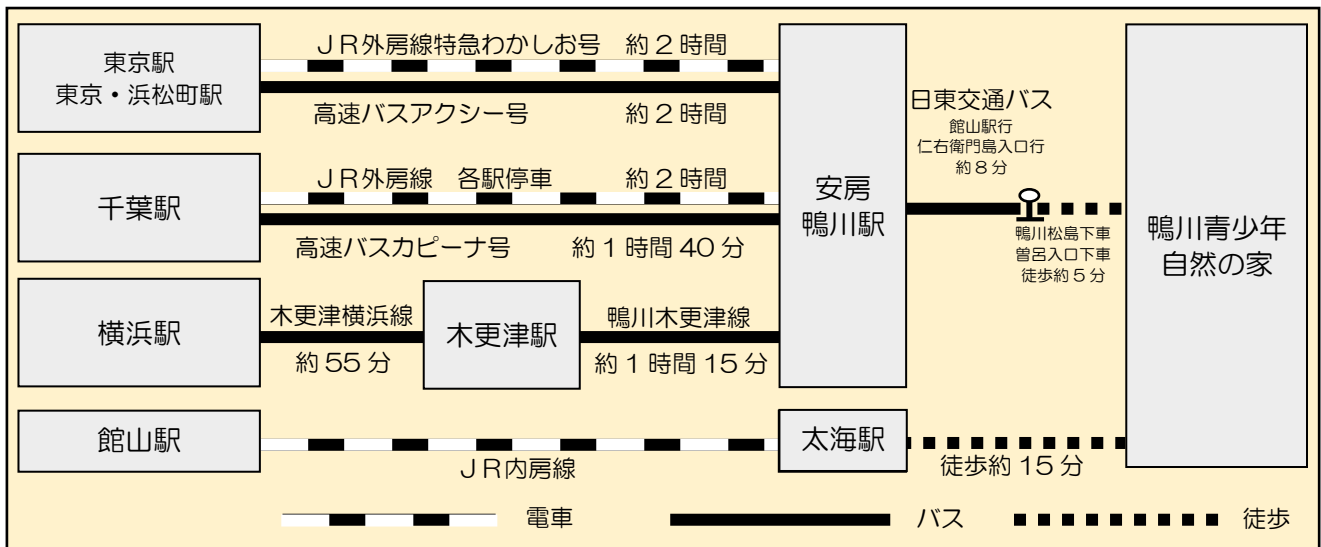 東京駅
東京・浜松町駅
JR外房線特急わかしお号 約2時間
高速バスアクシー号 約2時間
千葉駅
JR外房線 各駅停車 約2時間
高速バスカピーナ号 約1時間40分
横浜駅
木更津横浜線
約55分
木更津駅
鴨川木更津線
約1時間15分
安房
鴨川駅
日東交通バス
館山駅行
仁右衛門島入口行
約8分
鴨川松島下車
曽呂入口下車
徒歩約5分
鴨川青少年
自然の家
館山駅
JR内房線
太海駅
徒歩約15分
電車
バス
徒歩